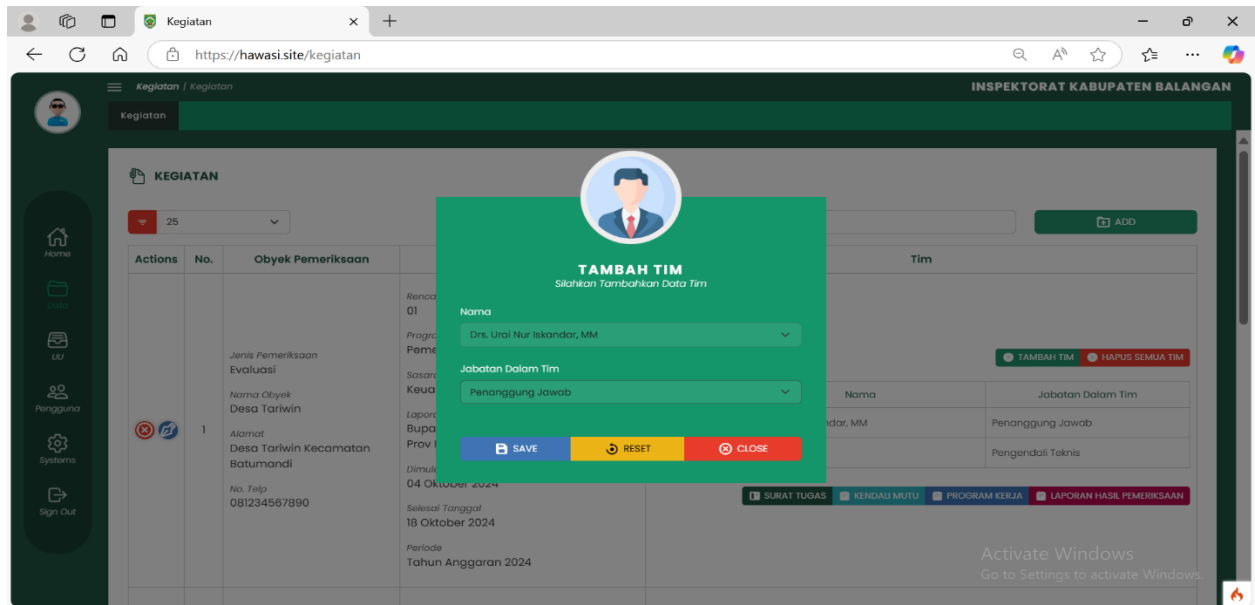 Kegiatan
https://hawasi.site/kegiatan
Kegiatan / Kegiatan
INSPEKTORAT KABUPATEN BALANGAN
Kegiatan
KEGIATAN
25
ADD
Home
Data
UU
Pengguna
Systems
Sign Out
Actions No. Obyek Pemeriksaan Tim
1
Jenis Pemeriksaan
Evaluasi
Nama Obyek
Desa Tariwin
Alamat
Desa Tariwin Kecamatan
Batumandi
No. Telp
081234567890
01
Dimulai
04 Oktober 2024
Selesai Tanggal
18 Oktober 2024
Periode
Tahun Anggaran 2024
TAMBAH TIM
Silahkan Tambahkan Data Tim
Nama
Drs. Urai Nur Iskandar, MM
Jabatan Dalam Tim
Penanggung Jawab
SAVE RESET CLOSE
TAMBAH TIM HAPUS SEMUA TIM
Nama Jabatan Dalam Tim
ndar, MM Penanggung Jawab
Pengendali Teknis
SURAT TUGAS KENDALI MUTU PROGRAM KERJA LAPORAN HASIL PEMERIKSAAN
Activate Windows
Go to Settings to activate Windows.